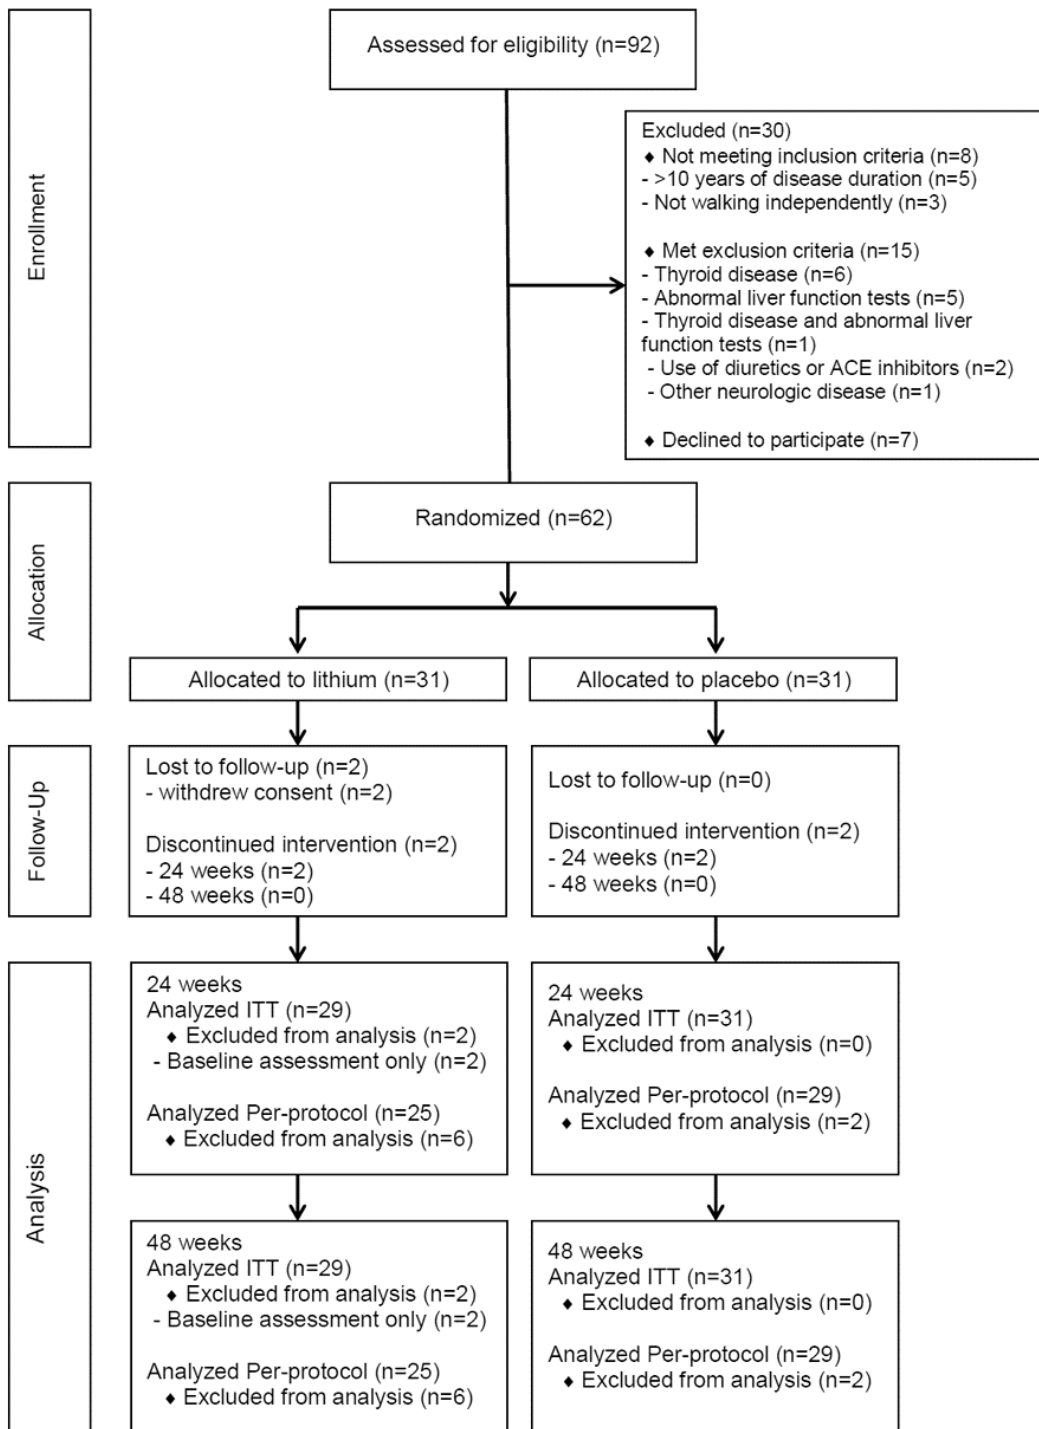 Enrollment
Assessed for eligibility (n=92)
Excluded (n=30)
♦ Not meeting inclusion criteria (n=8)
- >10 years of disease duration (n=5)
- Not walking independently (n=3)
♦ Met exclusion criteria (n=15)
- Thyroid disease (n=6)
- Abnormal liver function tests (n=5)
- Thyroid disease and abnormal liver
function tests (n=1)
- Use of diuretics or ACE inhibitors (n=2)
- Other neurologic disease (n=1)
♦ Declined to participate (n=7)
Allocation
Randomized (n=62)
Allocated to lithium (n=31)
Allocated to placebo (n=31)
Follow-Up
Lost to follow-up (n=2)
- withdrew consent (n=2)
Discontinued intervention (n=2)
- 24 weeks (n=2)
- 48 weeks (n=0)
Lost to follow-up (n=0)
Discontinued intervention (n=2)
- 24 weeks (n=2)
- 48 weeks (n=0)
Analysis
24 weeks
Analyzed ITT (n=29)
♦ Excluded from analysis (n=2)
- Baseline assessment only (n=2)
Analyzed Per-protocol (n=25)
♦ Excluded from analysis (n=6)
24 weeks
Analyzed ITT (n=31)
♦ Excluded from analysis (n=0)
Analyzed Per-protocol (n=29)
♦ Excluded from analysis (n=2)
48 weeks
Analyzed ITT (n=29)
♦ Excluded from analysis (n=2)
- Baseline assessment only (n=2)
Analyzed Per-protocol (n=25)
♦ Excluded from analysis (n=6)
48 weeks
Analyzed ITT (n=31)
♦ Excluded from analysis (n=0)
Analyzed Per-protocol (n=29)
♦ Excluded from analysis (n=2)